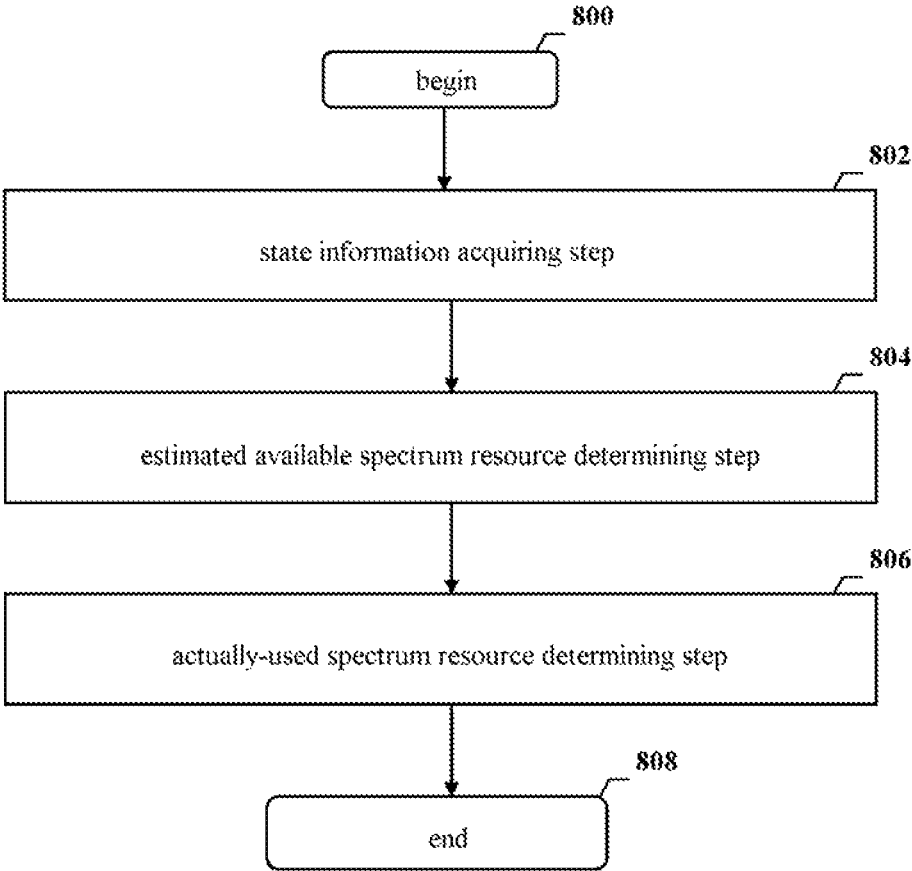 800
begin
802
state information acquiring step
804
estimated available spectrum resource determining step
806
actually-used spectrum resource determining step
808
end